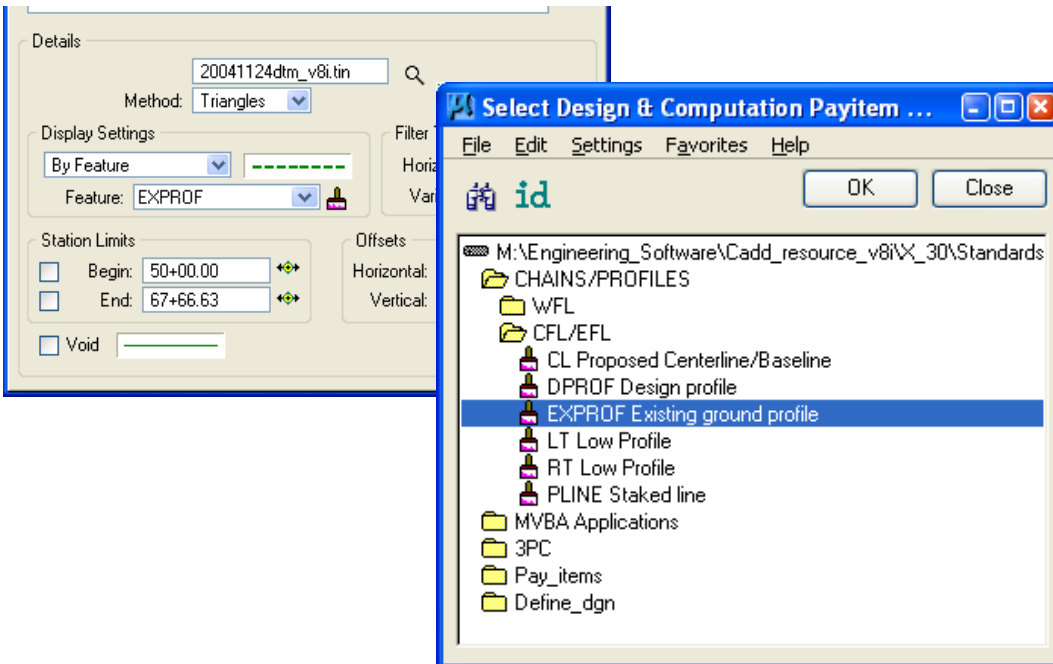 Details
20041124dtm_v8i.tin
Method: Triangles
Display Settings
By Feature
Feature: EXPROF
Filter
Horiz
Vari
Station Limits
Begin: 50+00.00
End: 67+66.63
Offsets
Horizontal:
Vertical:
Void
Select Design & Computation Payitem ...
File Edit Settings Favorites Help
id
OK Close
M:\Engineering_Software\Cadd_resource_v8i\X_30\Standards
CHAINS/PROFILES
WFL
CFL/EFL
CL Proposed Centerline/Baseline
DPROF Design profile
EXPROF Existing ground profile
LT Low Profile
RT Low Profile
PLINE Staked line
MVBA Applications
3PC
Pay_items
Define_dgn